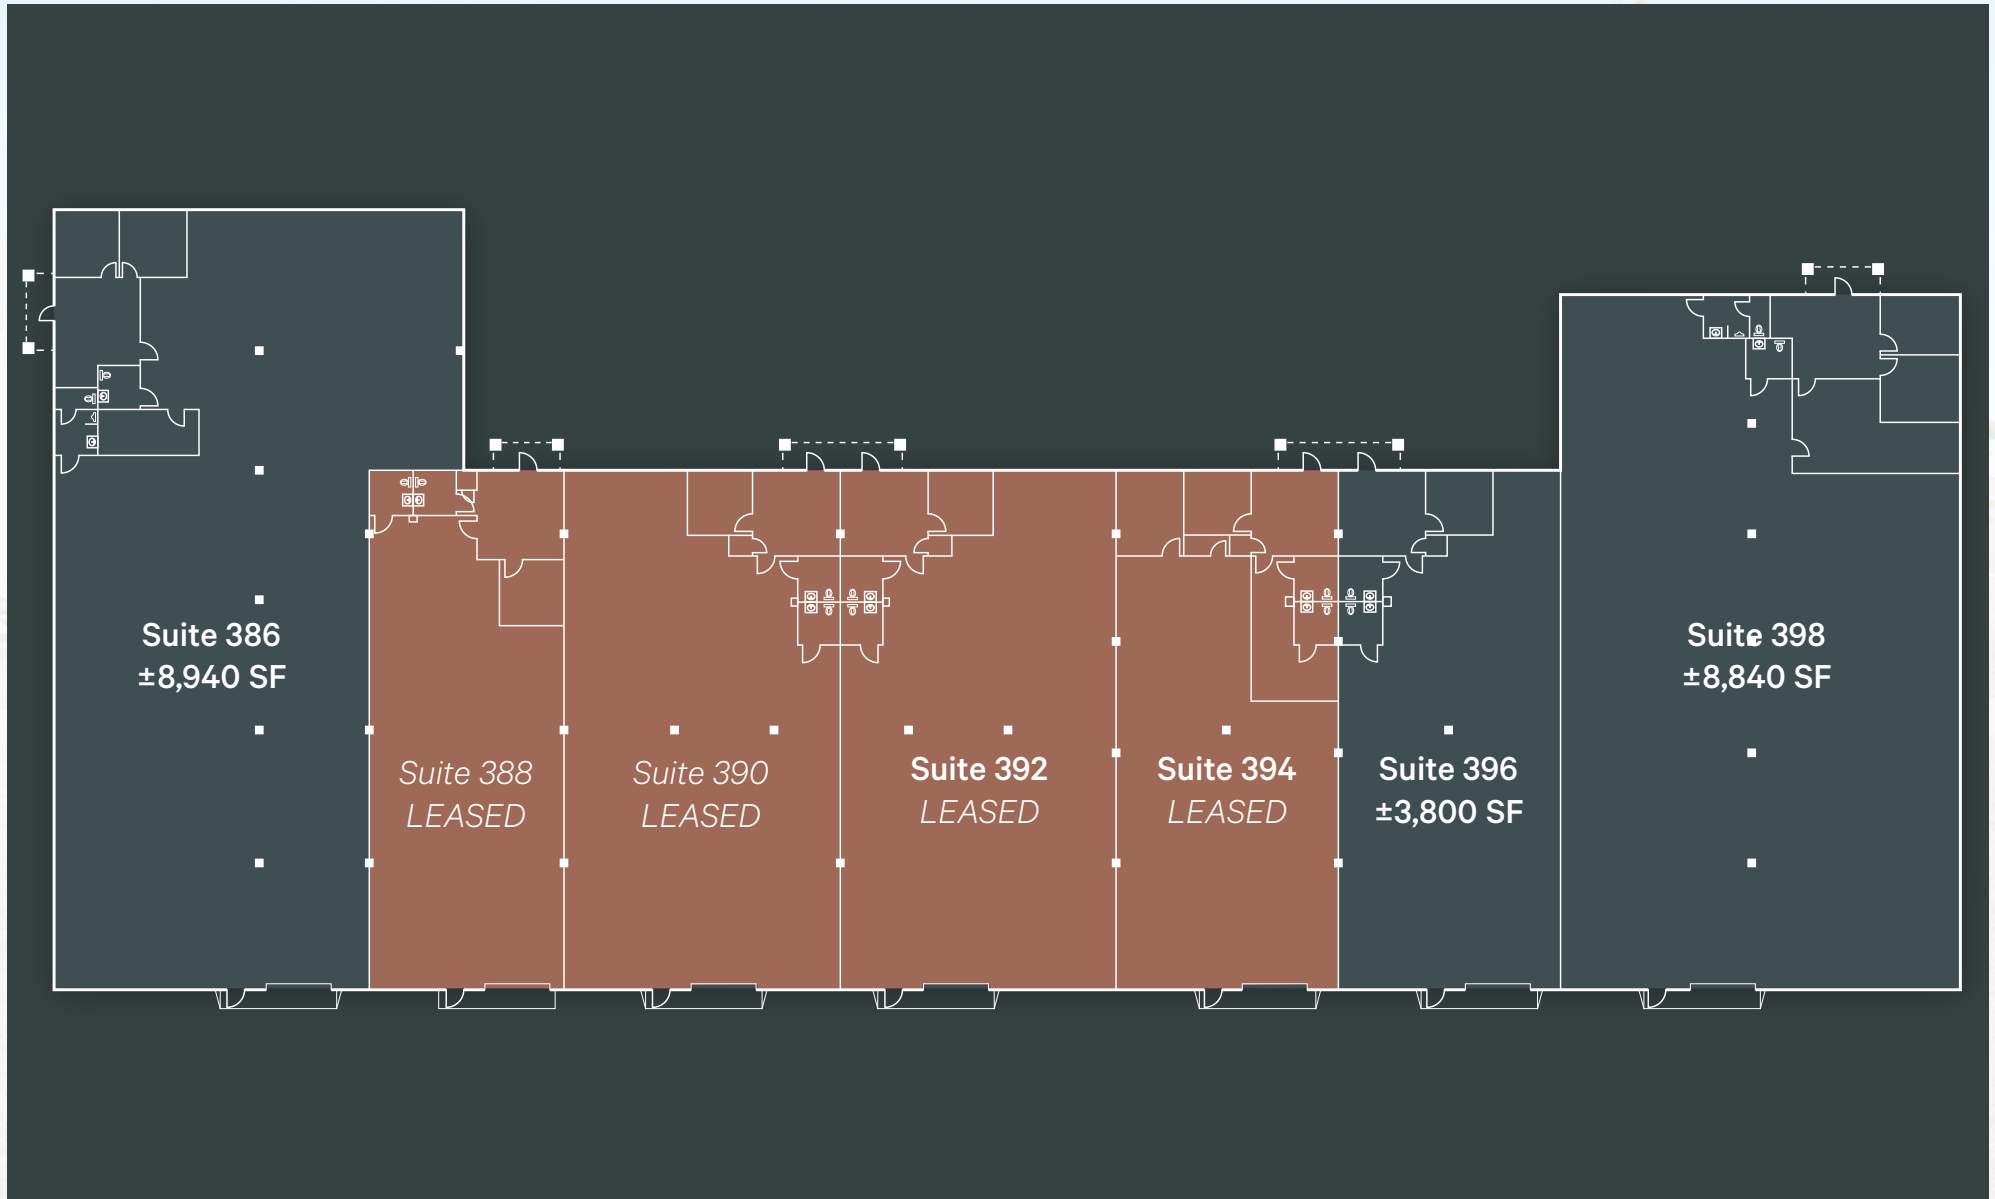 Suite 386
±8,940 SF
Suite 388
LEASED
Suite 390
LEASED
Suite 392
LEASED
Suite 394
LEASED
Suite 396
±3,800 SF
Suite 398
±8,840 SF